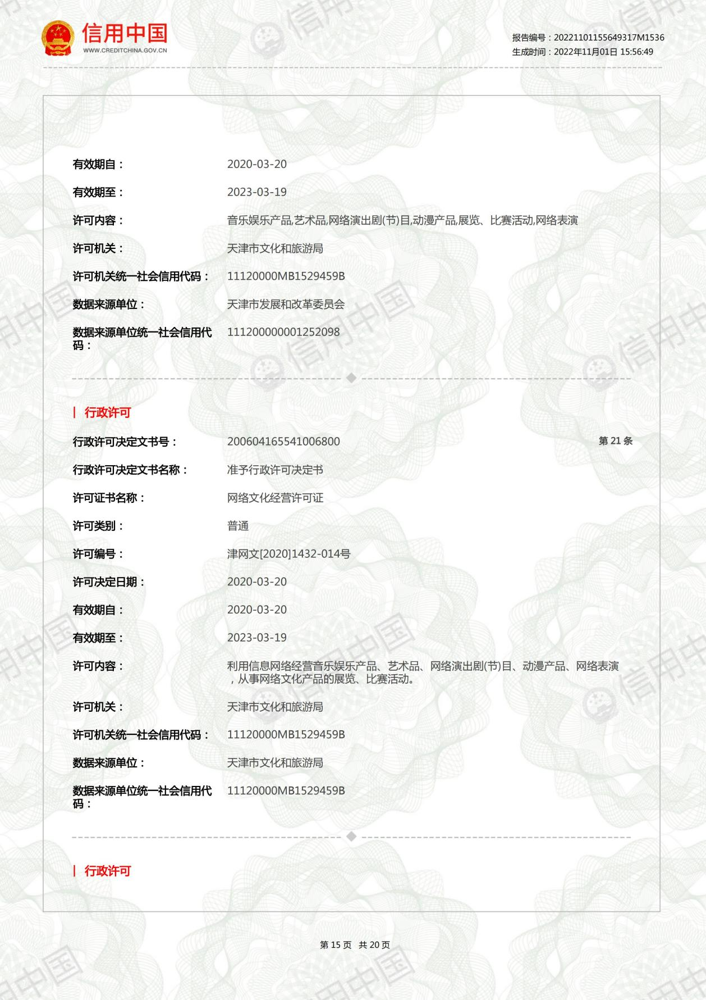 信用中国
WWW.CREDITCHINA.GOV.CN
报告编号：20221101155649317M1536
生成时间：2022年11月01日 15:56:49
有效期自： 2020-03-20
有效期至： 2023-03-19
许可内容： 音乐娱乐产品,艺术品,网络演出剧(节)目,动漫产品,展览、比赛活动,网络表演
许可机关： 天津市文化和旅游局
许可机关统一社会信用代码： 11120000MB1529459B
数据来源单位： 天津市发展和改革委员会
数据来源单位统一社会信用代 111200000001252098
码：
行政许可
行政许可决定文书号： 200604165541006800 第 21 条
行政许可决定文书名称： 准予行政许可决定书
许可证书名称： 网络文化经营许可证
许可类别： 普通
许可编号： 津网文[2020]1432-014号
许可决定日期： 2020-03-20
有效期自： 2020-03-20
有效期至： 2023-03-19
许可内容： 利用信息网络经营音乐娱乐产品、艺术品、网络演出剧(节)目、动漫产品、网络表演
，从事网络文化产品的展览、比赛活动。
许可机关： 天津市文化和旅游局
许可机关统一社会信用代码： 11120000MB1529459B
数据来源单位： 天津市文化和旅游局
数据来源单位统一社会信用代 11120000MB1529459B
码：
行政许可
第 15 页 共 20 页